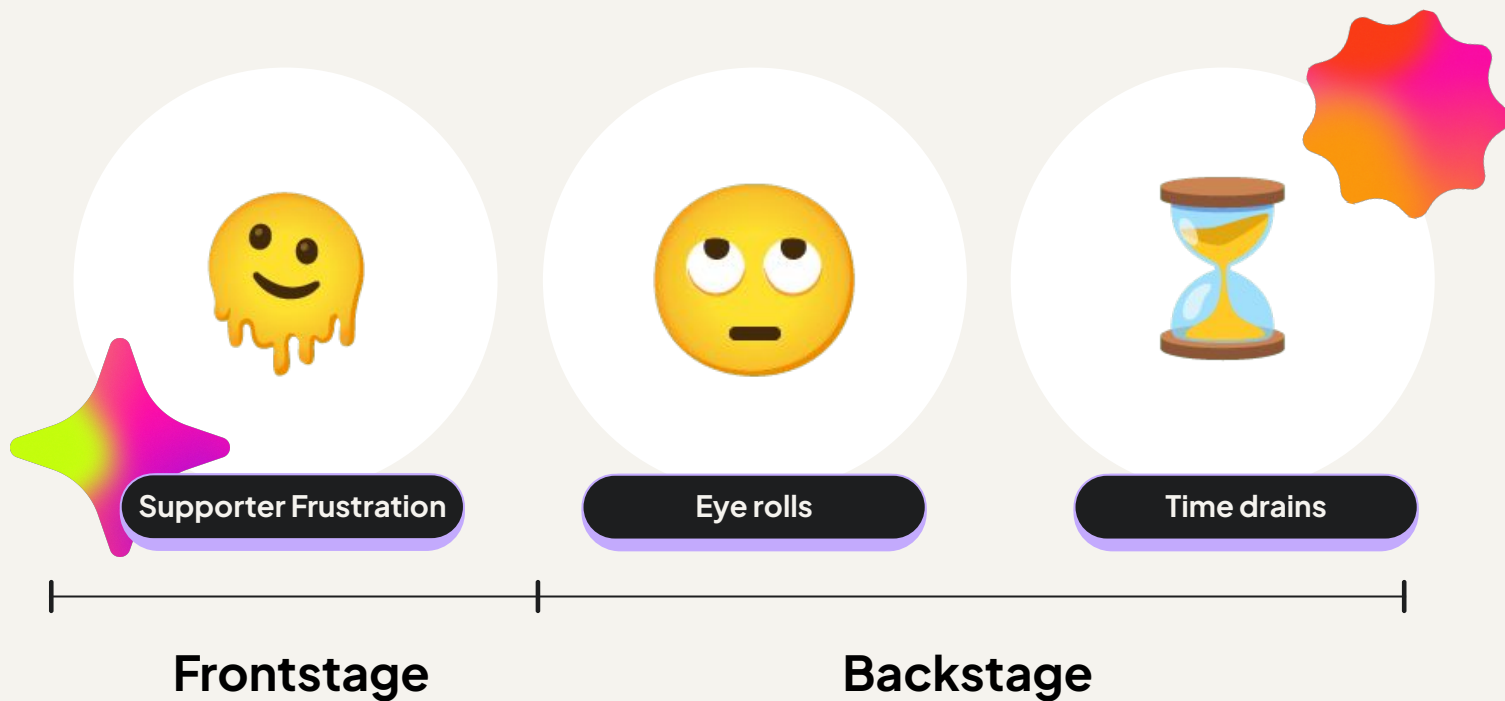 Supporter Frustration
Eye rolls
Time drains
Frontstage
Backstage